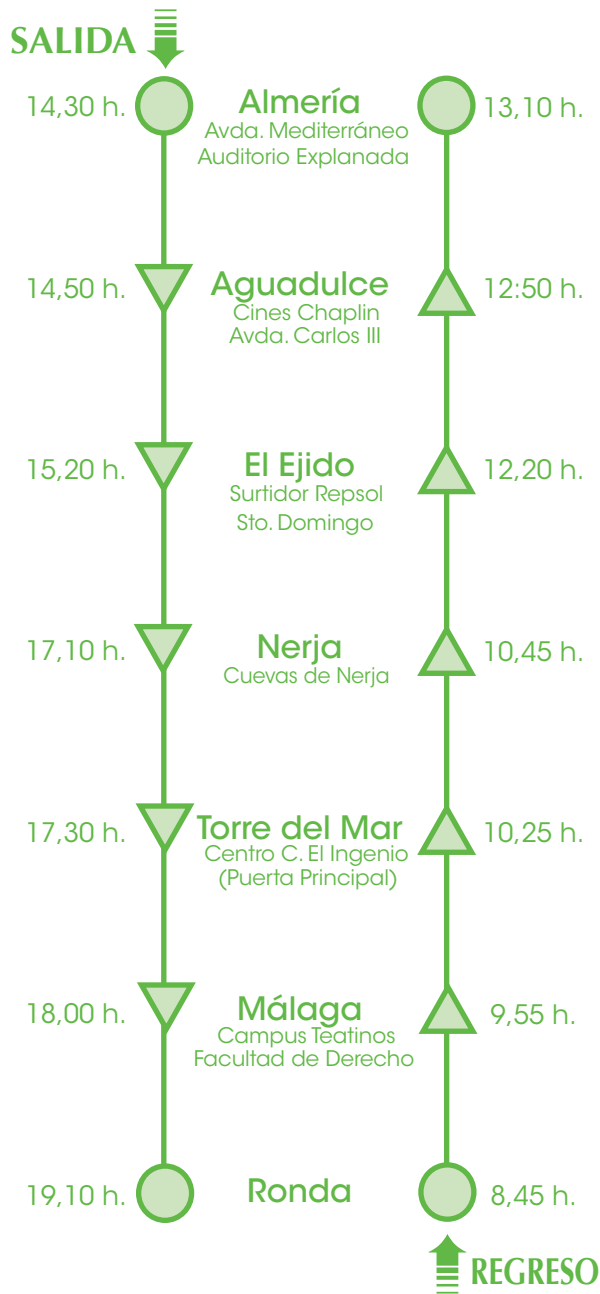 SALIDA
14,30 h.
Almería
13,10 h.
Avda. Mediterráneo
Auditorio Explanada
14,50 h.
Aguadulce
12:50 h.
Cines Chaplin
Avda. Carlos III
15,20 h.
El Ejido
12,20 h.
Surtidor Repsol
Sto. Domingo
17,10 h.
Nerja
10,45 h.
Cuevas de Nerja
17,30 h.
Torre del Mar
10,25 h.
Centro C. El Ingenio
(Puerta Principal)
18,00 h.
Málaga
9,55 h.
Campus Teatinos
Facultad de Derecho
19,10 h.
Ronda
8,45 h.
REGRESO